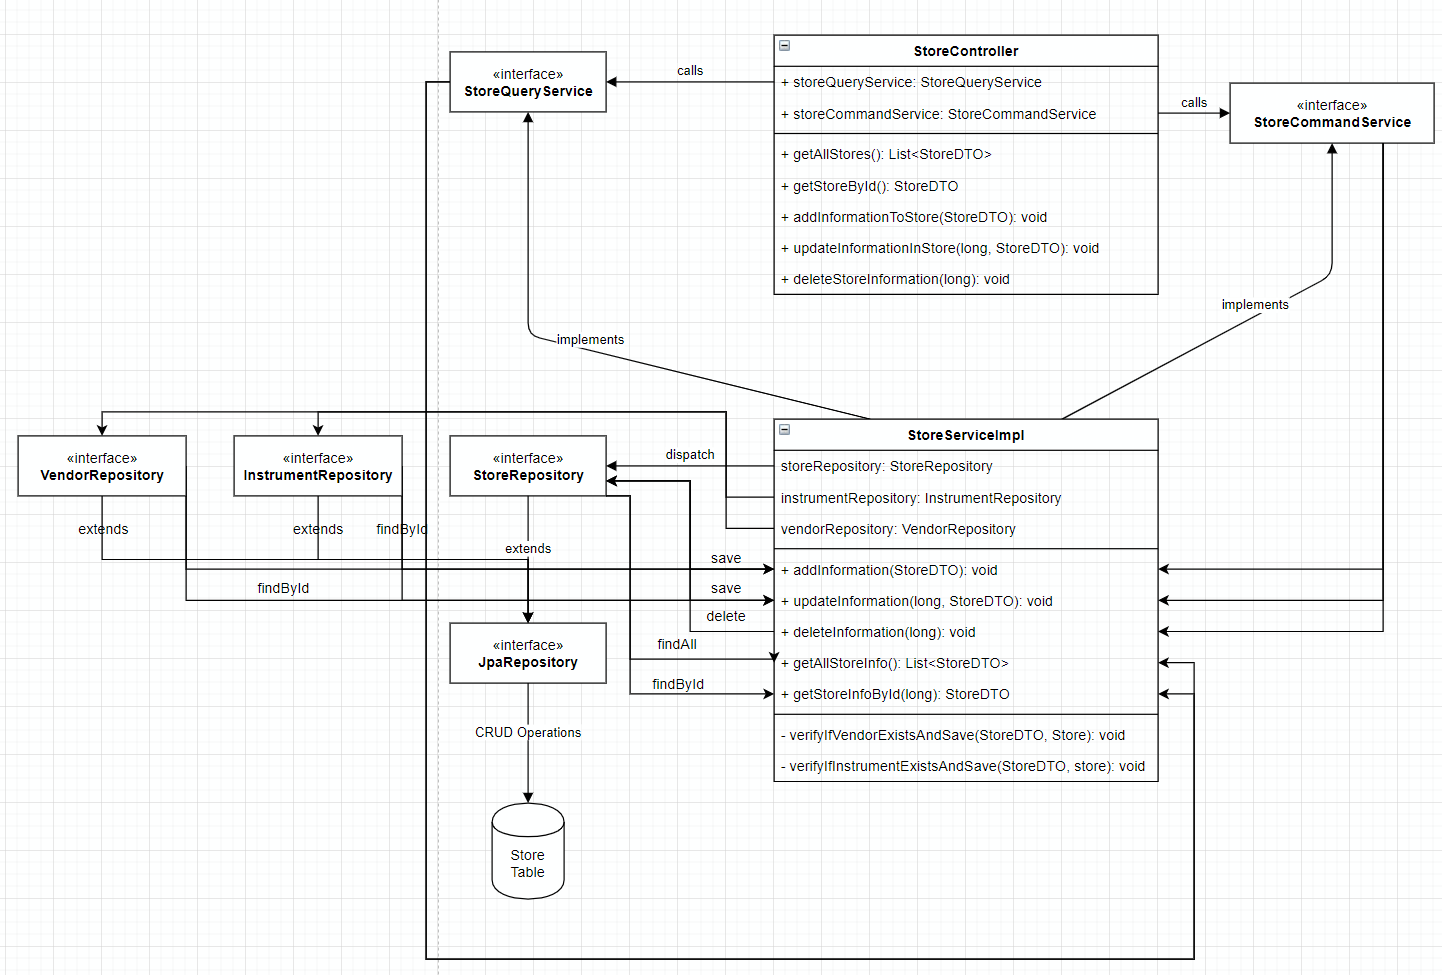 StoreController
«interface»
StoreQueryService
calls
+ storeQueryService: StoreQueryService
+ storeCommandService: StoreCommandService
calls
«interface»
StoreCommandService
+ getAllStores(): List<StoreDTO>
+ getStoreById(): StoreDTO
+ addInformationToStore(StoreDTO): void
+ updateInformationInStore(long, StoreDTO): void
+ deleteStoreInformation(long): void
implements
implements
«interface»
VendorRepository
«interface»
InstrumentRepository
«interface»
StoreRepository
dispatch
StoreServiceImpl
storeRepository: StoreRepository
instrumentRepository: InstrumentRepository
vendorRepository: VendorRepository
extends
extends
findById
extends
save
+ addInformation(StoreDTO): void
findById
save
+ updateInformation(long, StoreDTO): void
delete
+ deleteInformation(long): void
«interface»
JpaRepository
findAll
+ getAllStoreInfo(): List<StoreDTO>
findById
+ getStoreInfoById(long): StoreDTO
CRUD Operations
- verifyIfVendorExistsAndSave(StoreDTO, Store): void
- verifyIfInstrumentExistsAndSave(StoreDTO, store): void
Store
Table